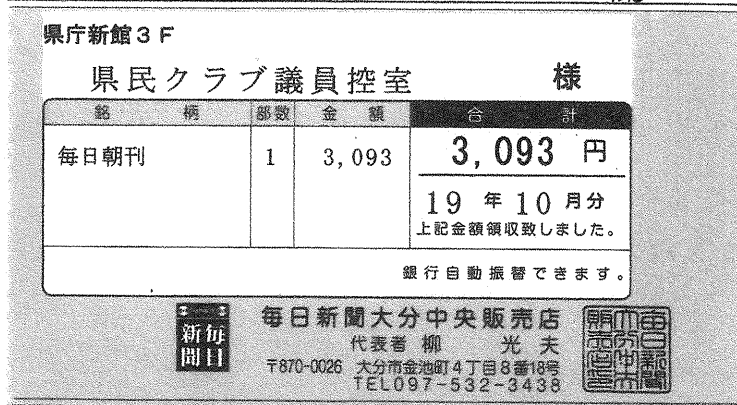 県庁新館3F
県民クラブ議員控室 様
銘柄 部数 金額 合計
毎日朝刊 1 3,093 3,093 円
19 年 10 月分
上記金額領収致しました。
銀行自動振替できます。
毎日新聞
毎日新聞大分中央販売店
代表者 柳 光夫
〒870-0026 大分市金池町4丁目8番18号
TEL097-532-3438